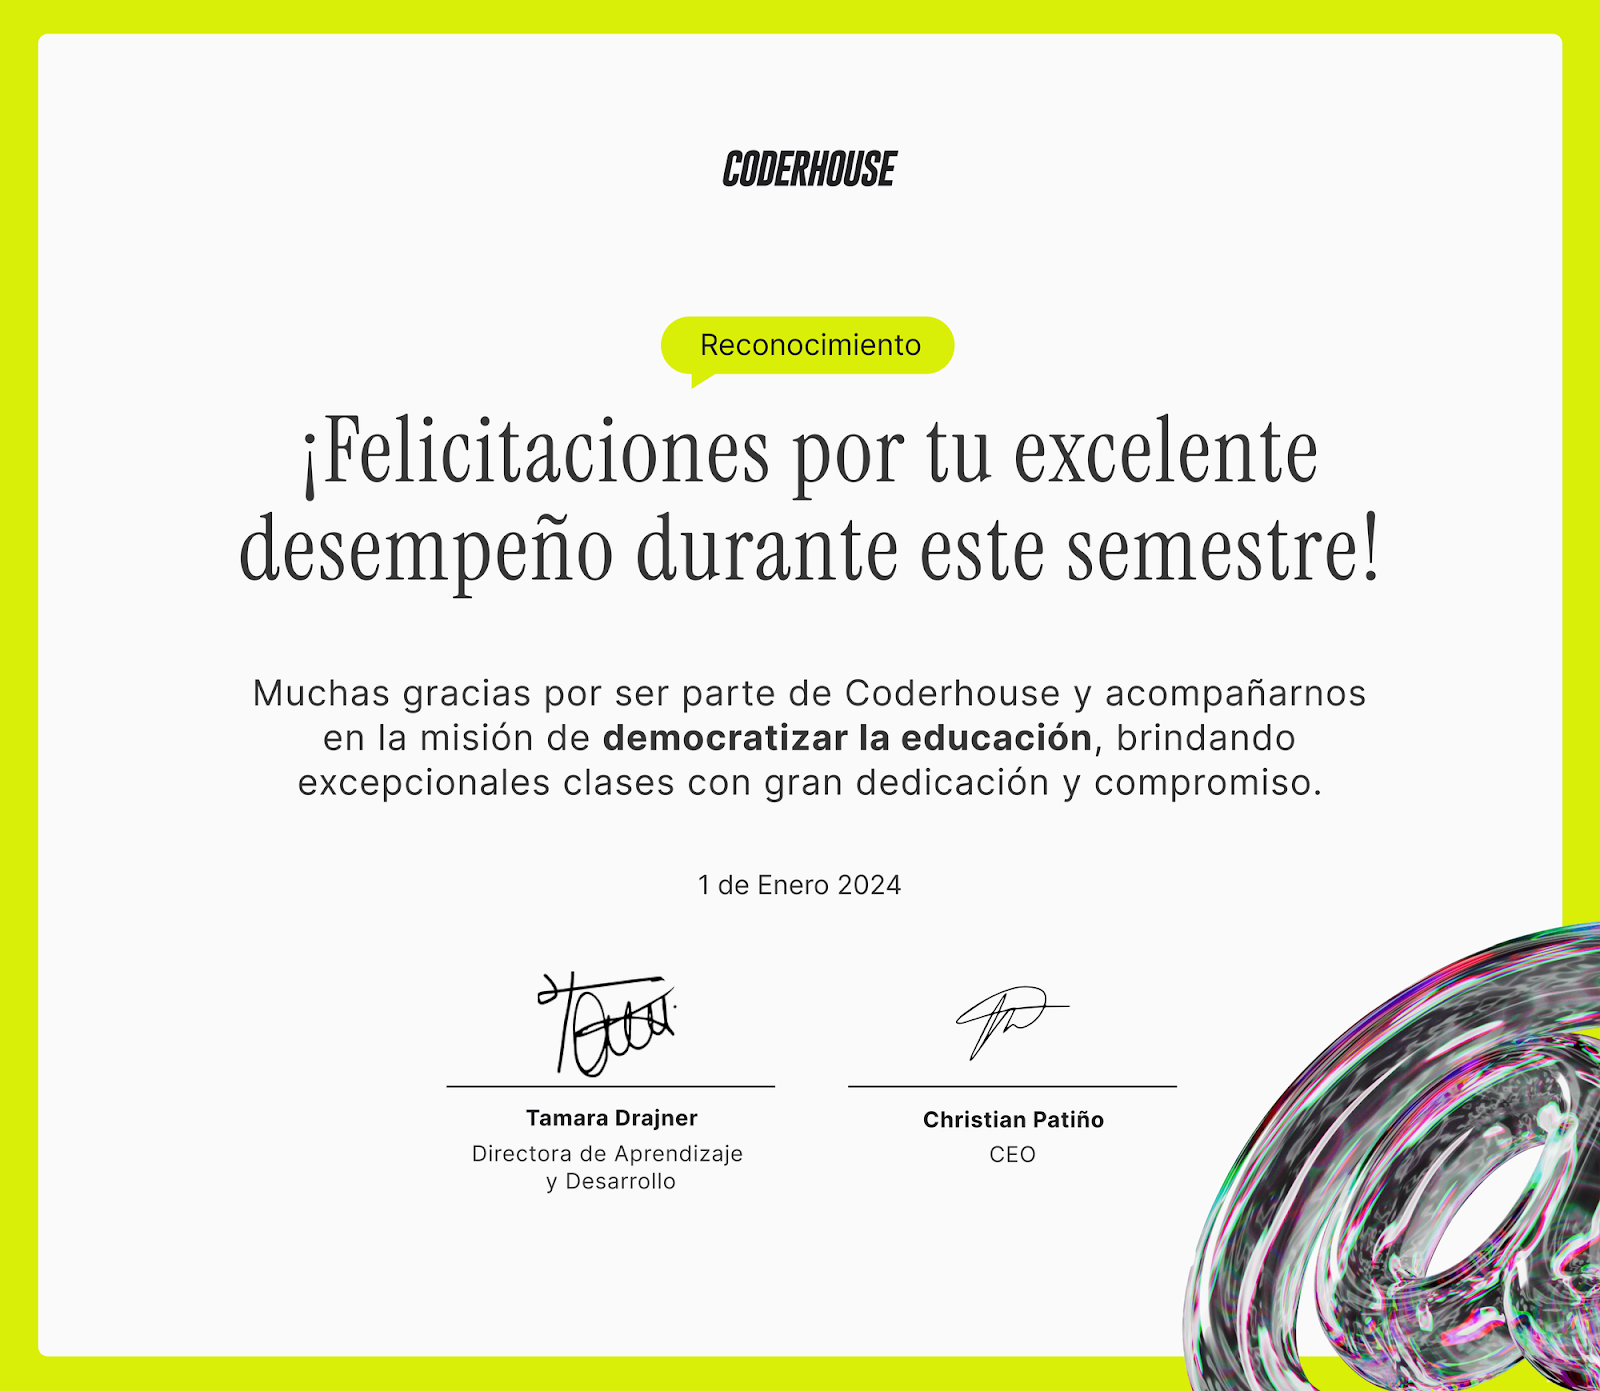 CODERHOUSE
Reconocimiento
¡Felicitaciones por tu excelente
desempeño durante este semestre!
Muchas gracias por ser parte de Coderhouse y acompañarnos
en la misión de democratizar la educación, brindando
excepcionales clases con gran dedicación y compromiso.
1 de Enero 2024
Tamara Drajner
Directora de Aprendizaje
y Desarrollo
Christian Patiño
CEO